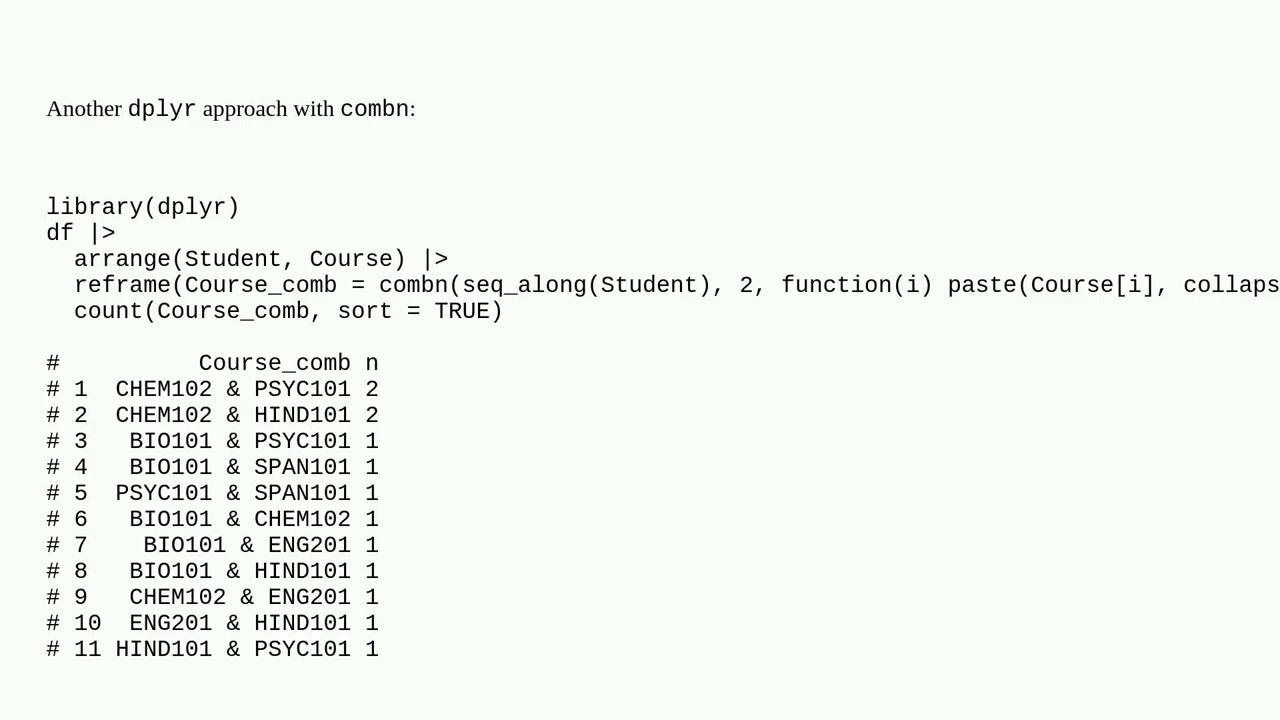 Another dplyr approach with combn:
library(dplyr)
df |>
  arrange(Student, Course) |>
  reframe(Course_comb = combn(seq_along(Student), 2, function(i) paste(Course[i], collaps
  count(Course_comb, sort = TRUE)
#          Course_comb n
# 1  CHEM102 & PSYC101 2
# 2  CHEM102 & HIND101 2
# 3   BIO101 & PSYC101 1
# 4   BIO101 & SPAN101 1
# 5  PSYC101 & SPAN101 1
# 6   BIO101 & CHEM102 1
# 7    BIO101 & ENG201 1
# 8   BIO101 & HIND101 1
# 9   CHEM102 & ENG201 1
# 10  ENG201 & HIND101 1
# 11 HIND101 & PSYC101 1